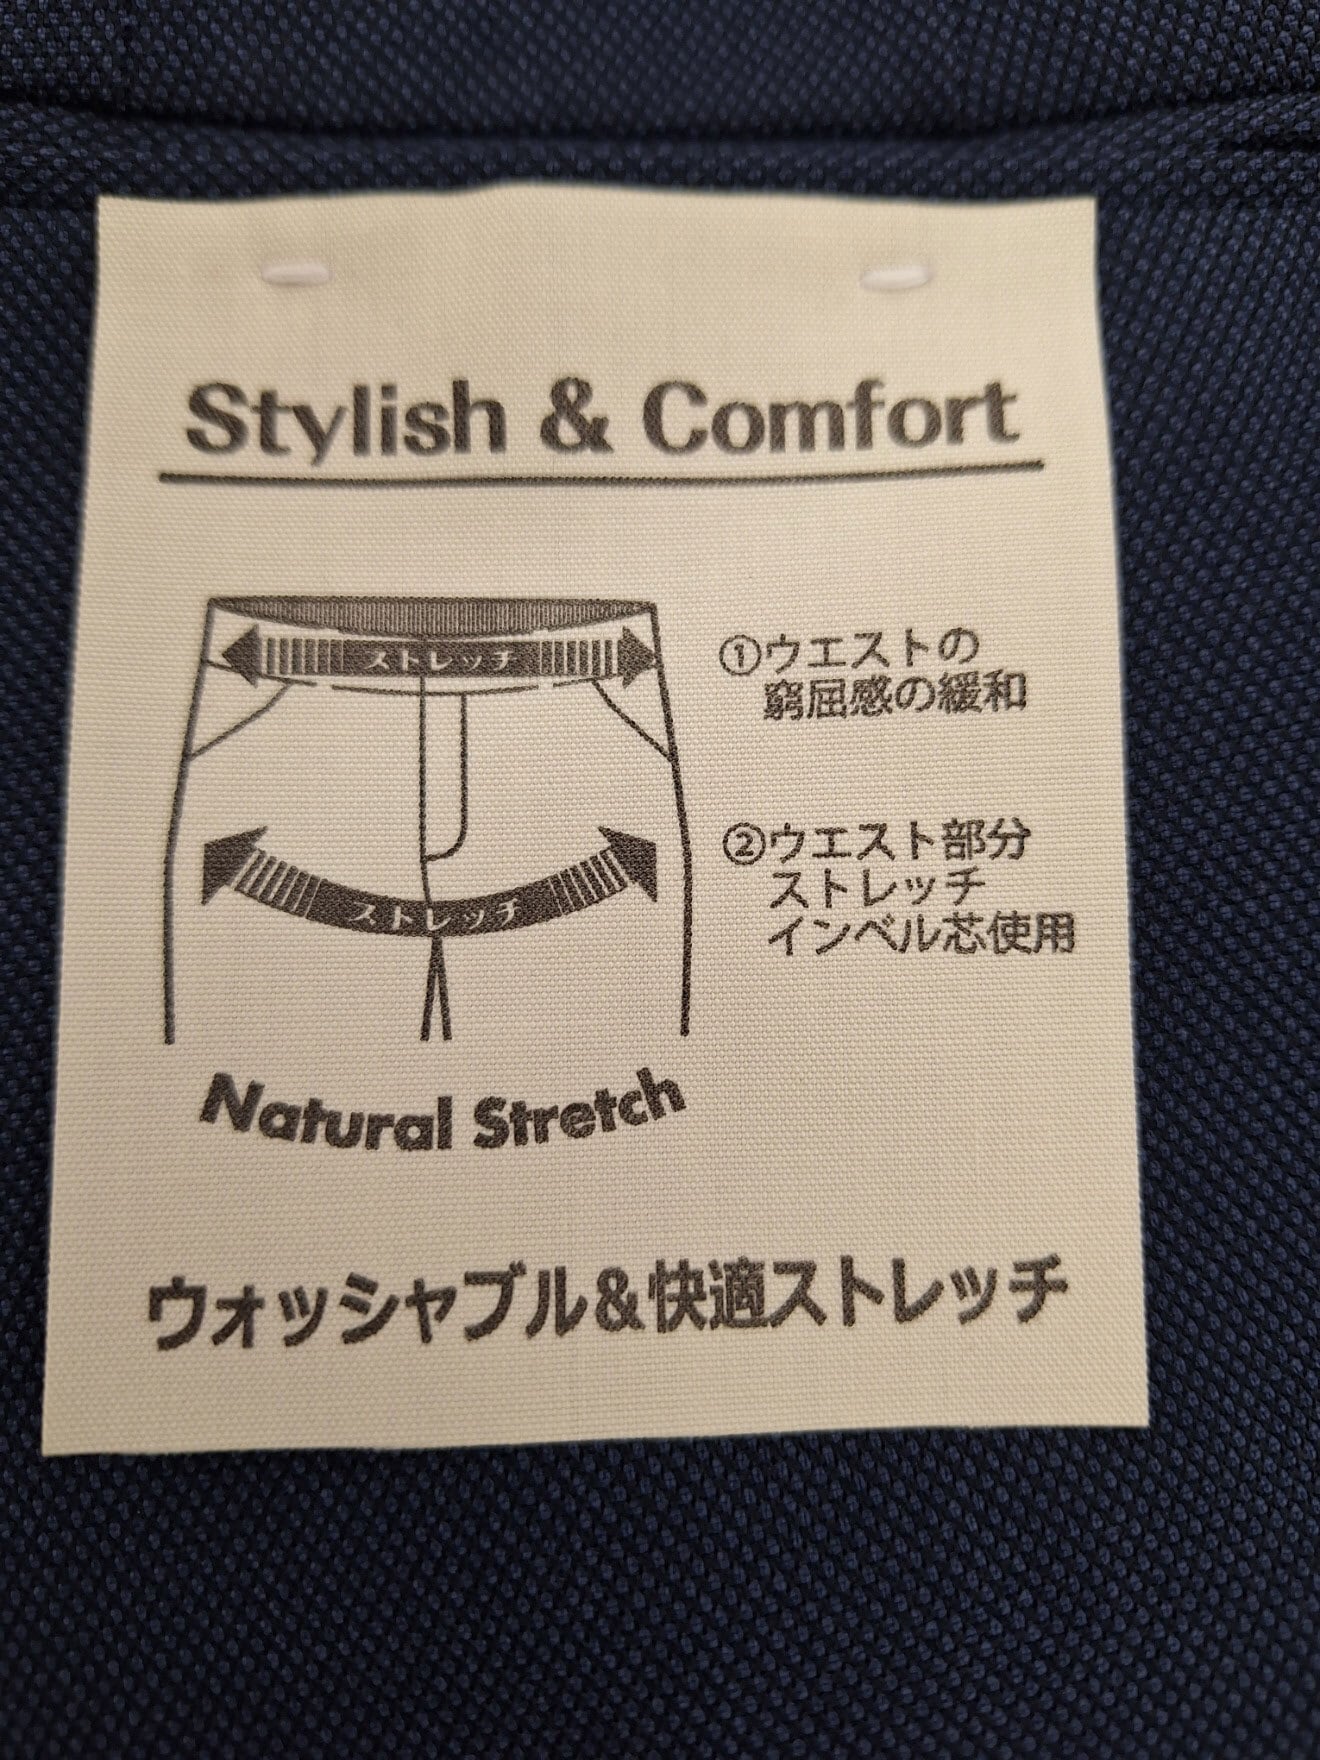 Stylish & Comfort
ストレッチ
①ウエストの
窮屈感の緩和
②ウエスト部分
ストレッチ
インベル芯使用
ストレッチ
Natural Stretch
ウォッシャブル&快適ストレッチ